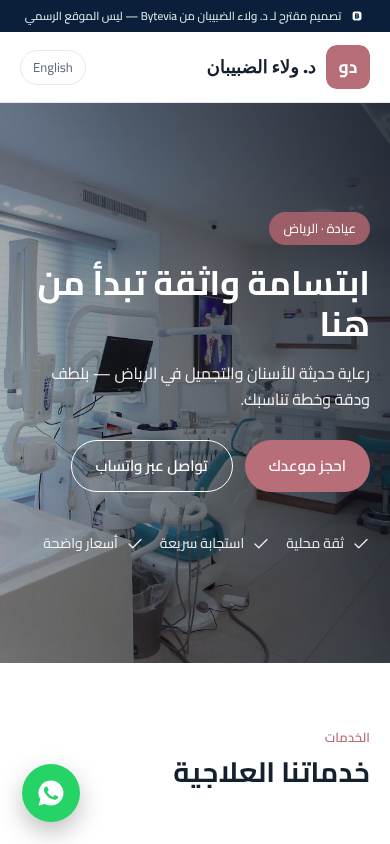 تصميم مقترح لـ د. ولاء الضبيبان من Bytevia — ليس الموقع الرسمي
دو
د. ولاء الضبيبان
English
عيادة · الرياض
ابتسامة واثقة تبدأ من
هنا
رعاية حديثة للأسنان والتجميل في الرياض — بلطف
ودقة وخطة تناسبك.
احجز موعدك
تواصل عبر واتساب
ثقة محلية
استجابة سريعة
أسعار واضحة
الخدمات
خدماتنا العلاجية